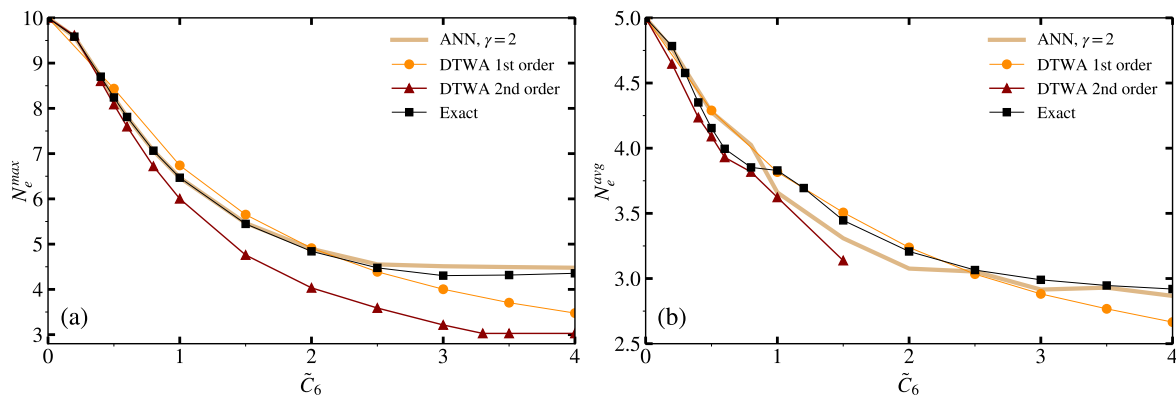 10
9
8
7
6
5
4
3
N_e^{max}
ANN, γ=2
DTWA 1st order
DTWA 2nd order
Exact
(a)
0
1
2
3
4
C̃_6
5.0
4.5
4.0
3.5
3.0
2.5
N_e^{avg}
ANN, γ=2
DTWA 1st order
DTWA 2nd order
Exact
(b)
0
1
2
3
4
C̃_6